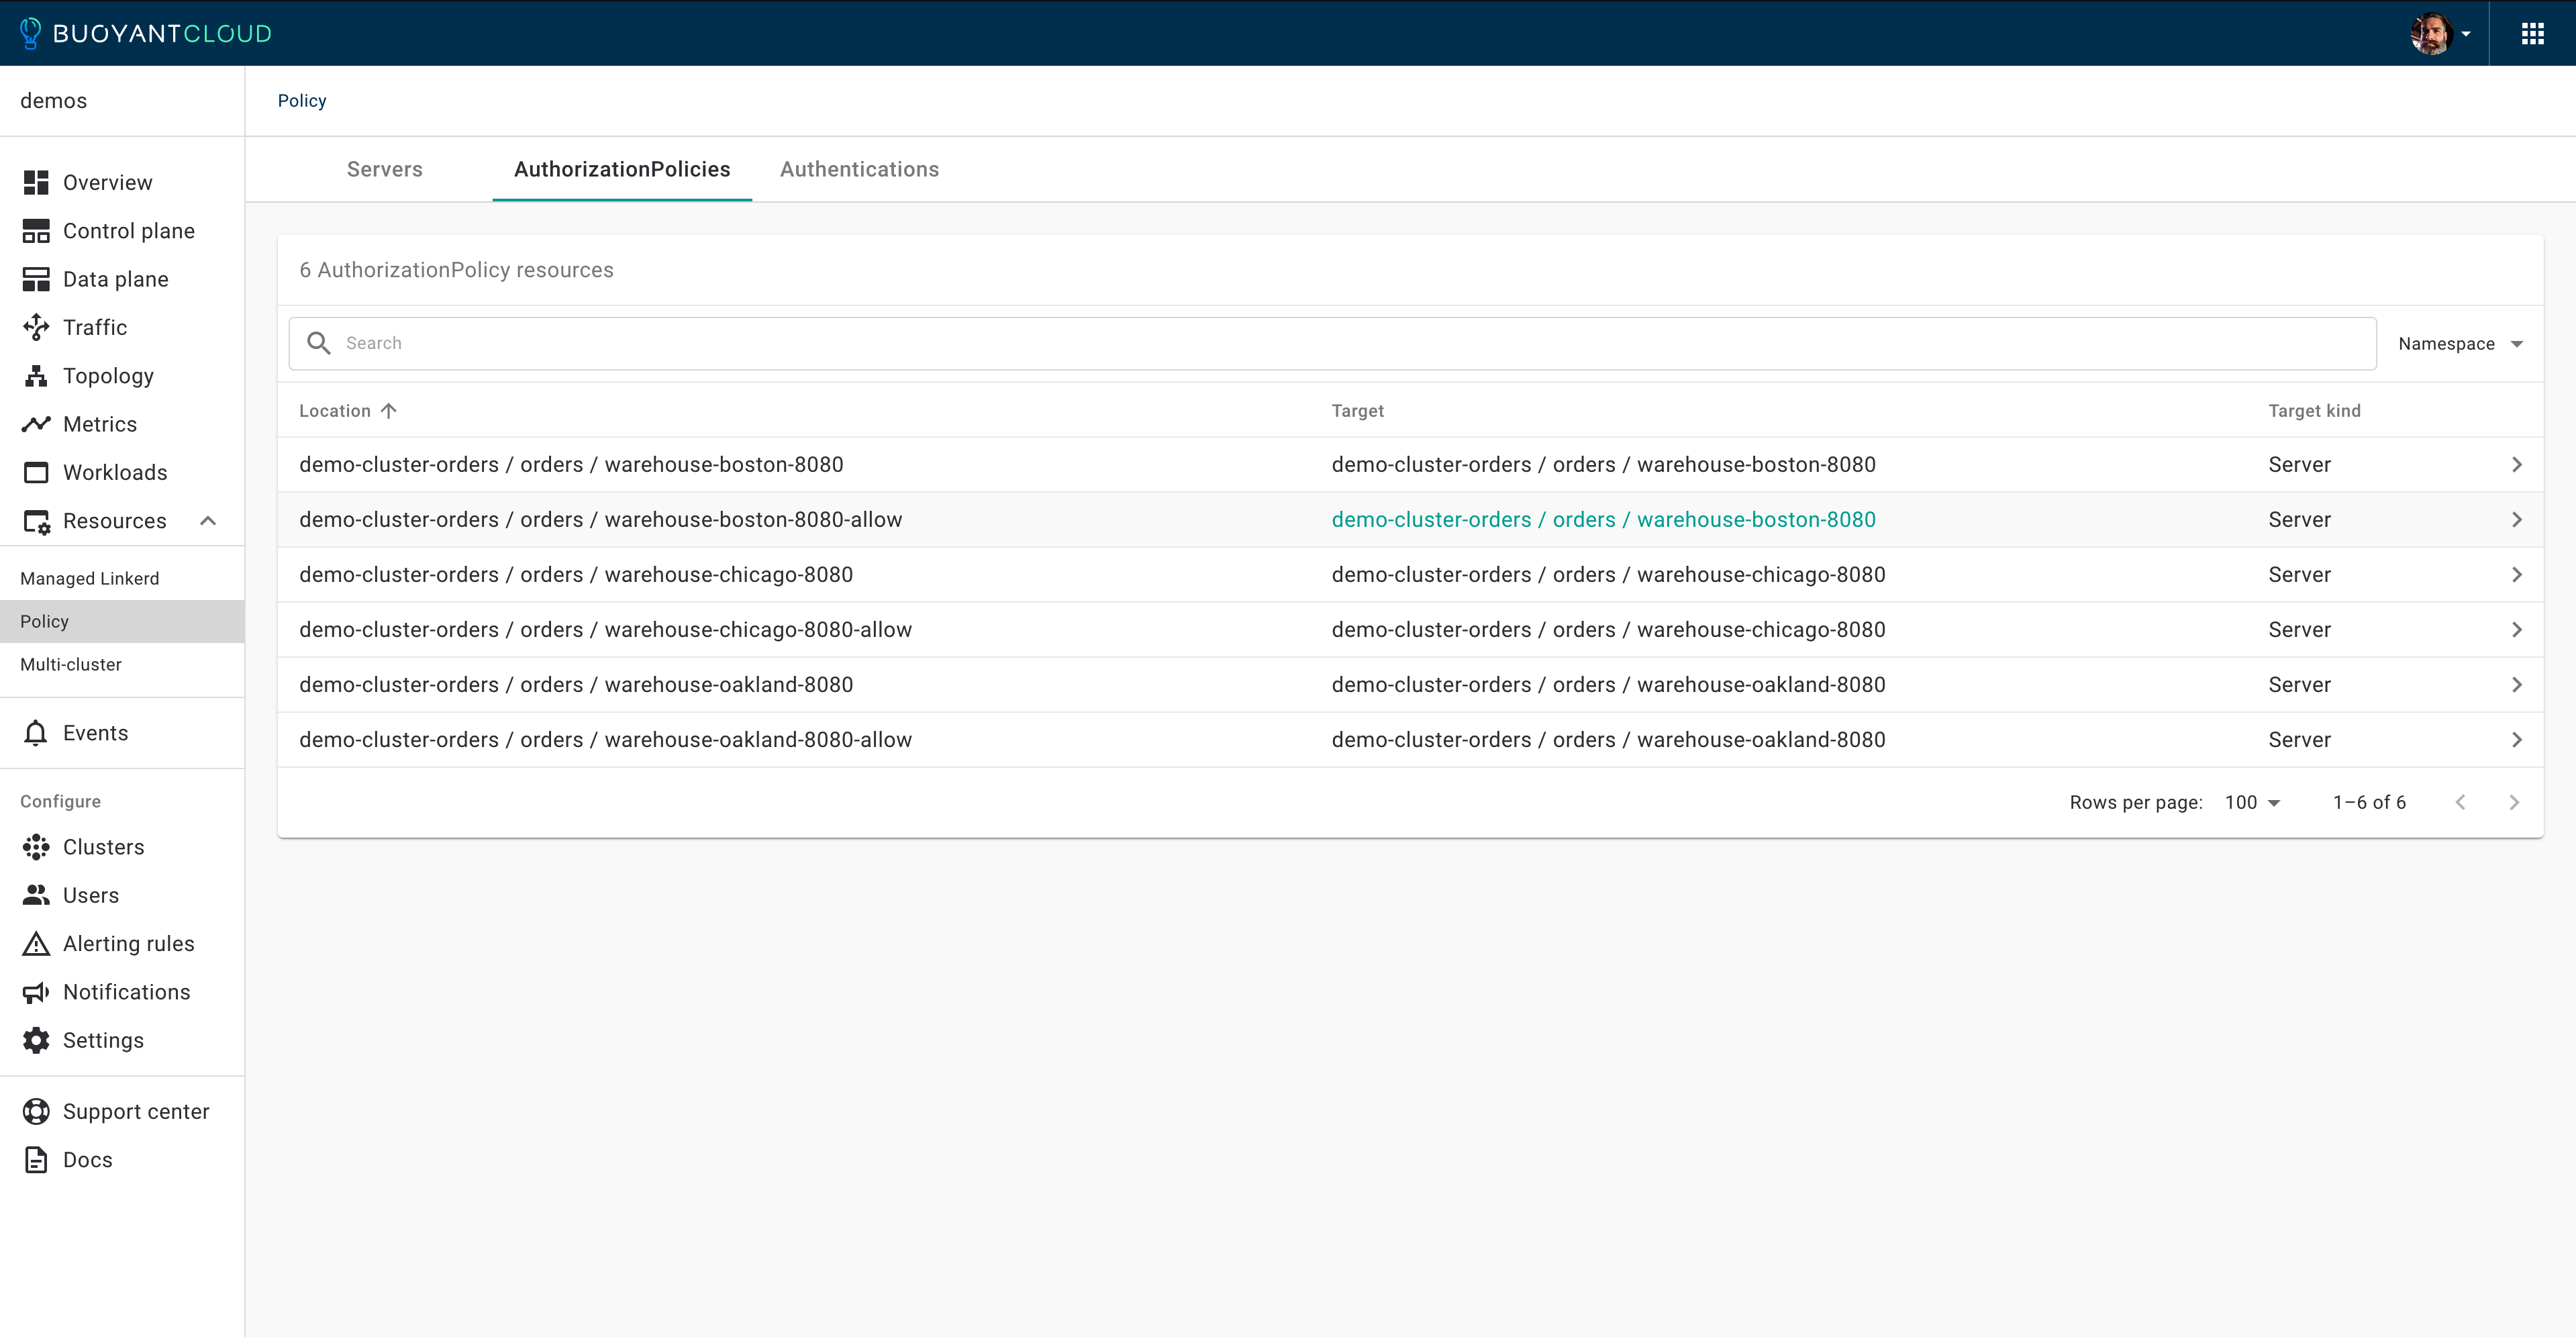 BUOYANTCLOUD
demos
Policy
Overview
Control plane
Data plane
Traffic
Topology
Metrics
Workloads
Resources
Managed Linkerd
Policy
Multi-cluster
Events
Configure
Clusters
Users
Alerting rules
Notifications
Settings
Support center
Docs
Servers AuthorizationPolicies Authentications
6 AuthorizationPolicy resources
Search Namespace
Location Target Target kind
demo-cluster-orders / orders / warehouse-boston-8080 demo-cluster-orders / orders / warehouse-boston-8080 Server
demo-cluster-orders / orders / warehouse-boston-8080-allow demo-cluster-orders / orders / warehouse-boston-8080 Server
demo-cluster-orders / orders / warehouse-chicago-8080 demo-cluster-orders / orders / warehouse-chicago-8080 Server
demo-cluster-orders / orders / warehouse-chicago-8080-allow demo-cluster-orders / orders / warehouse-chicago-8080 Server
demo-cluster-orders / orders / warehouse-oakland-8080 demo-cluster-orders / orders / warehouse-oakland-8080 Server
demo-cluster-orders / orders / warehouse-oakland-8080-allow demo-cluster-orders / orders / warehouse-oakland-8080 Server
Rows per page: 100 1–6 of 6